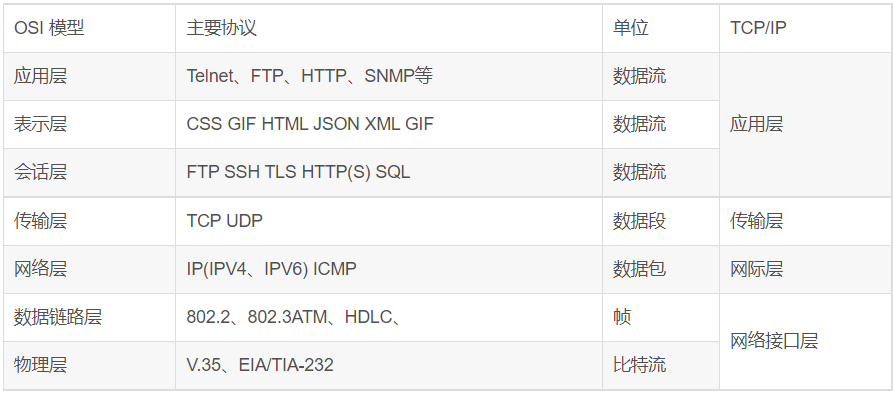 OSI 模型 主要协议 单位 TCP/IP
应用层 Telnet、FTP、HTTP、SNMP等 数据流
表示层 CSS GIF HTML JSON XML GIF 数据流 应用层
会话层 FTP SSH TLS HTTP(S) SQL 数据流
传输层 TCP UDP 数据段 传输层
网络层 IP(IPV4、IPV6) ICMP 数据包 网际层
数据链路层 802.2、802.3ATM、HDLC、 帧
网络接口层
物理层 V.35、EIA/TIA-232 比特流